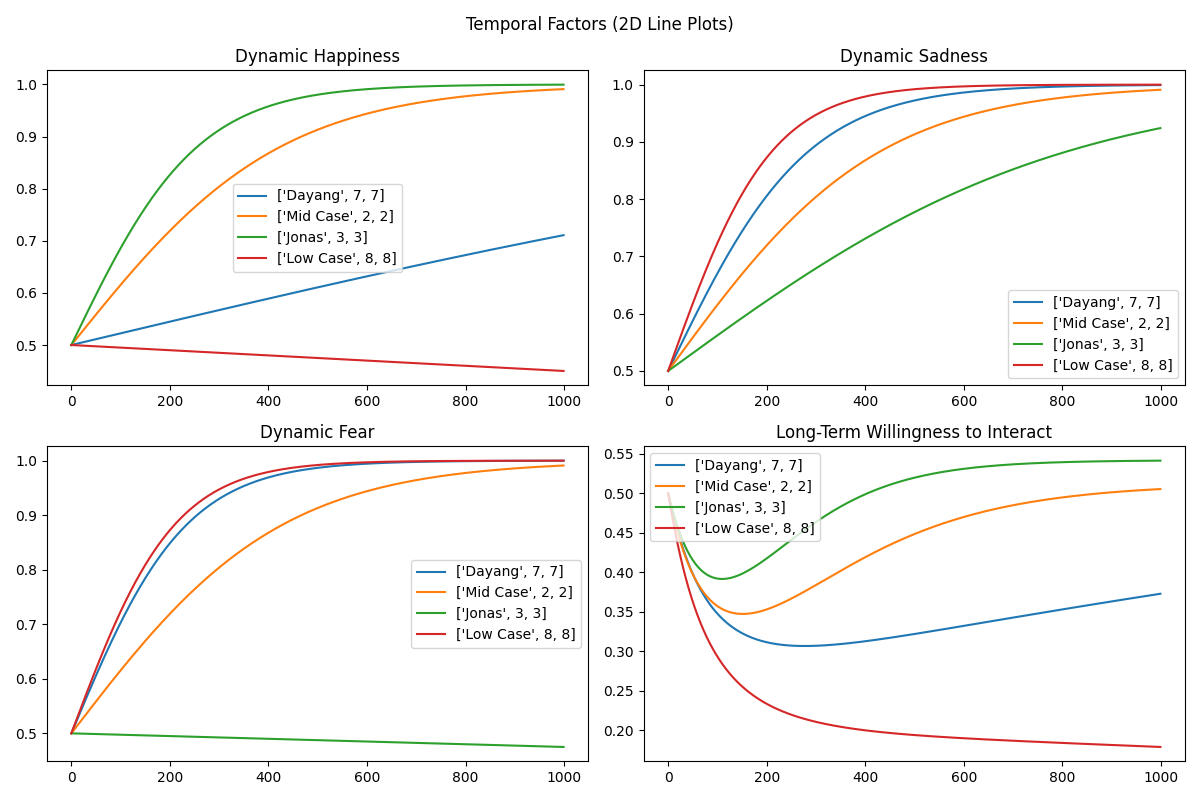 Temporal Factors (2D Line Plots)
Dynamic Happiness
1.0
0.9
0.8
0.7
0.6
0.5
['Dayang', 7, 7]
['Mid Case', 2, 2]
['Jonas', 3, 3]
['Low Case', 8, 8]
0 200 400 600 800 1000
Dynamic Sadness
1.0
0.9
0.8
0.7
0.6
0.5
['Dayang', 7, 7]
['Mid Case', 2, 2]
['Jonas', 3, 3]
['Low Case', 8, 8]
0 200 400 600 800 1000
Dynamic Fear
1.0
0.9
0.8
0.7
0.6
0.5
['Dayang', 7, 7]
['Mid Case', 2, 2]
['Jonas', 3, 3]
['Low Case', 8, 8]
0 200 400 600 800 1000
Long-Term Willingness to Interact
0.55
0.50
0.45
0.40
0.35
0.30
0.25
0.20
['Dayang', 7, 7]
['Mid Case', 2, 2]
['Jonas', 3, 3]
['Low Case', 8, 8]
0 200 400 600 800 1000